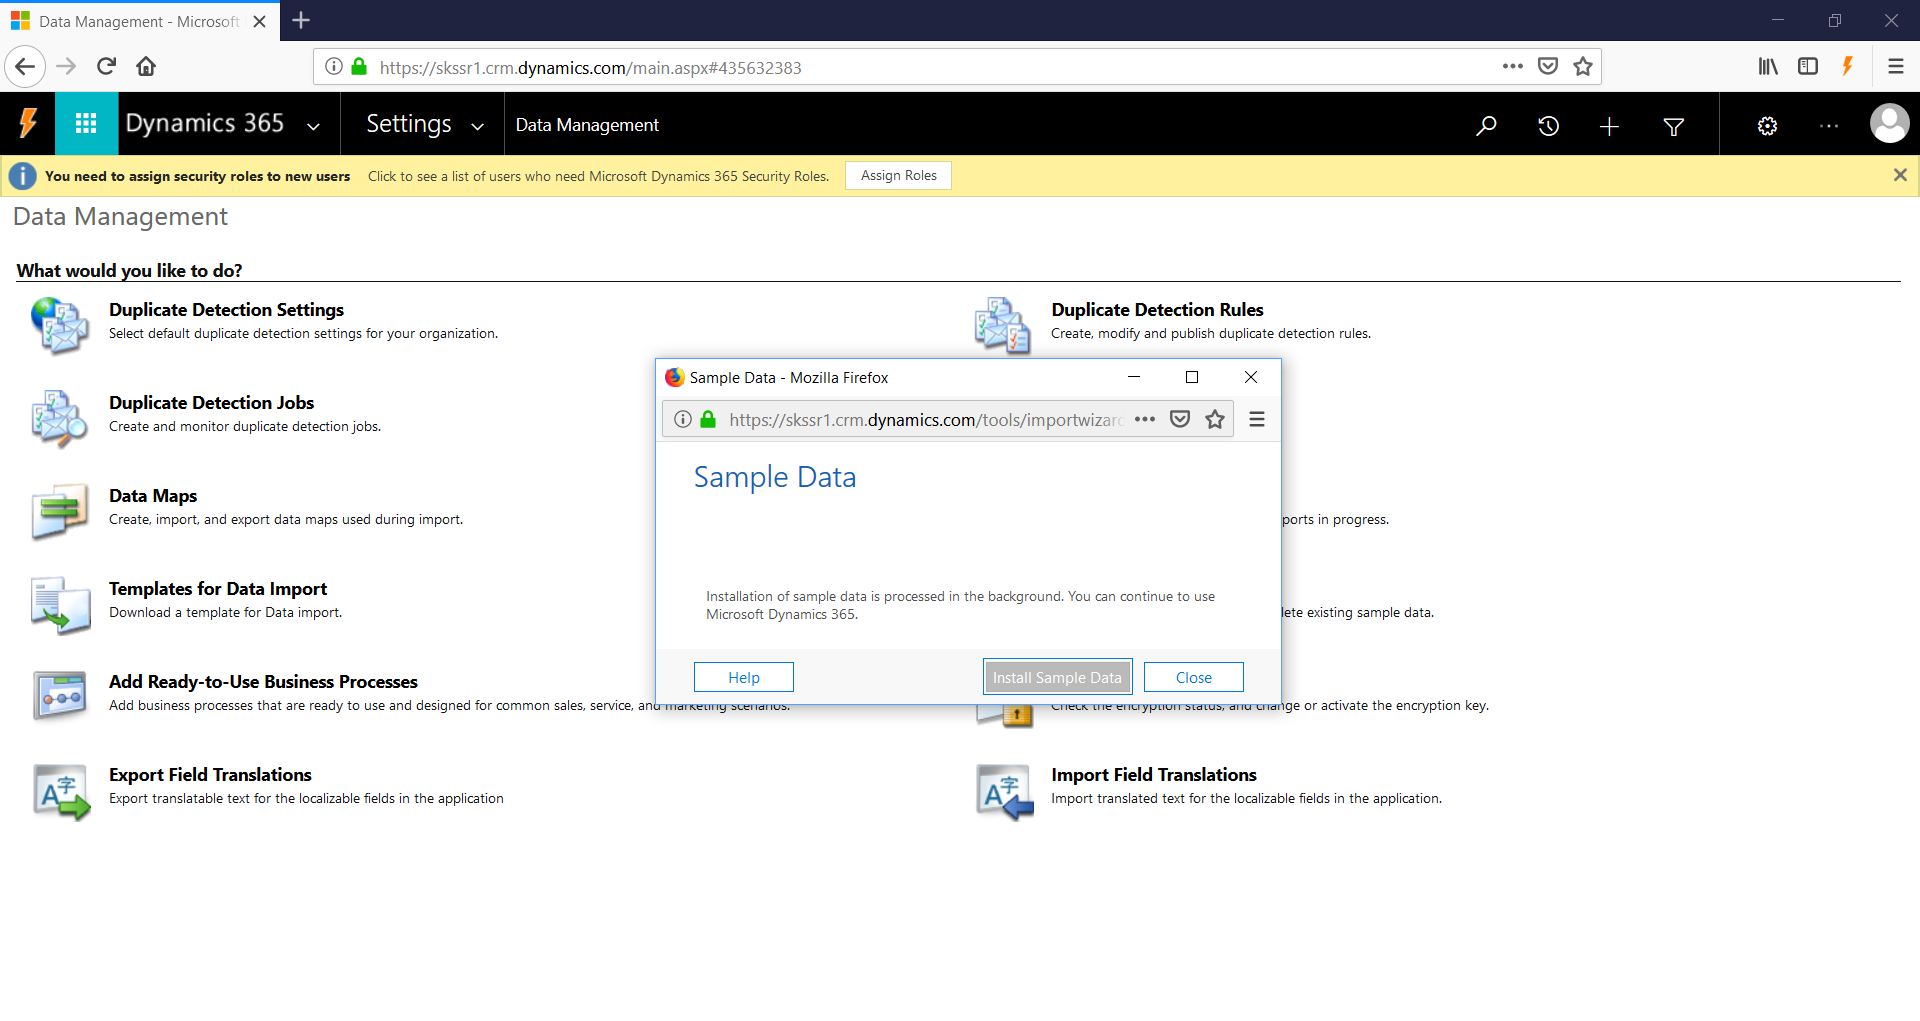 Data Management - Microsoft
https://skssr1.crm.dynamics.com/main.aspx#435632383
Dynamics 365
Settings
Data Management
You need to assign security roles to new users
Click to see a list of users who need Microsoft Dynamics 365 Security Roles.
Assign Roles
Data Management
What would you like to do?
Duplicate Detection Settings
Select default duplicate detection settings for your organization.
Duplicate Detection Rules
Create, modify and publish duplicate detection rules.
Duplicate Detection Jobs
Create and monitor duplicate detection jobs.
Data Maps
Create, import, and export data maps used during import.
ports in progress.
Templates for Data Import
Download a template for Data import.
lete existing sample data.
Add Ready-to-Use Business Processes
Add business processes that are ready to use and designed for common sales, service, and marketing scenarios.
Check the encryption status, and change or activate the encryption key.
Export Field Translations
Export translatable text for the localizable fields in the application
Import Field Translations
Import translated text for the localizable fields in the application.
Sample Data - Mozilla Firefox
https://skssr1.crm.dynamics.com/tools/importwizard
Sample Data
Installation of sample data is processed in the background. You can continue to use
Microsoft Dynamics 365.
Help
Install Sample Data
Close
A字
A字